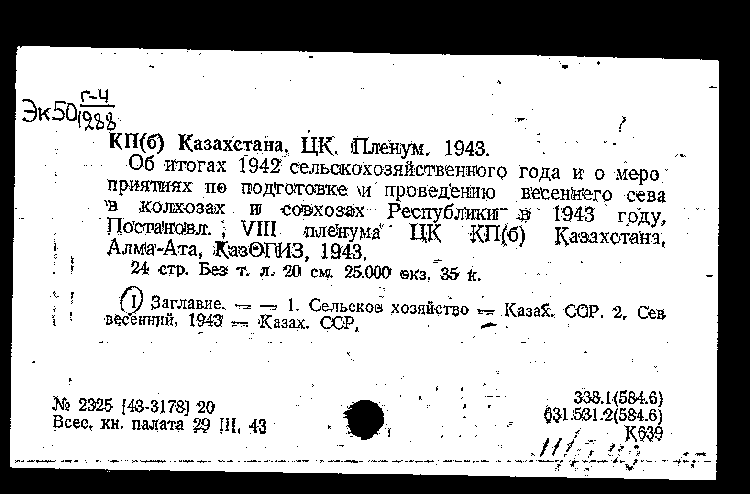 Эк50 г-4
1988
КП(б) Казахстана, ЦК. Пленум. 1943.
Об итогах 1942 сельскохозяйственного года и о меро
приятиях по подготовке и проведению весеннего сева
в колхозах и совхозах Республики в 1943 году,
Постановл. VIII пленума ЦК КП(б) Казахстана,
Алма-Ата, КазОГИЗ, 1943.
24 стр. Без т. л. 20 см. 25.000 экз. 35 к.
(I) Заглавие. — — 1. Сельское хозяйство — Казах. ССР. 2. Сев
весенний, 1943 — Казах. ССР.
№ 2325 [43-3178] 20
Всес. кн. палата 29 III. 43
338.1(584.6)
631.531.2(584.6)
К639